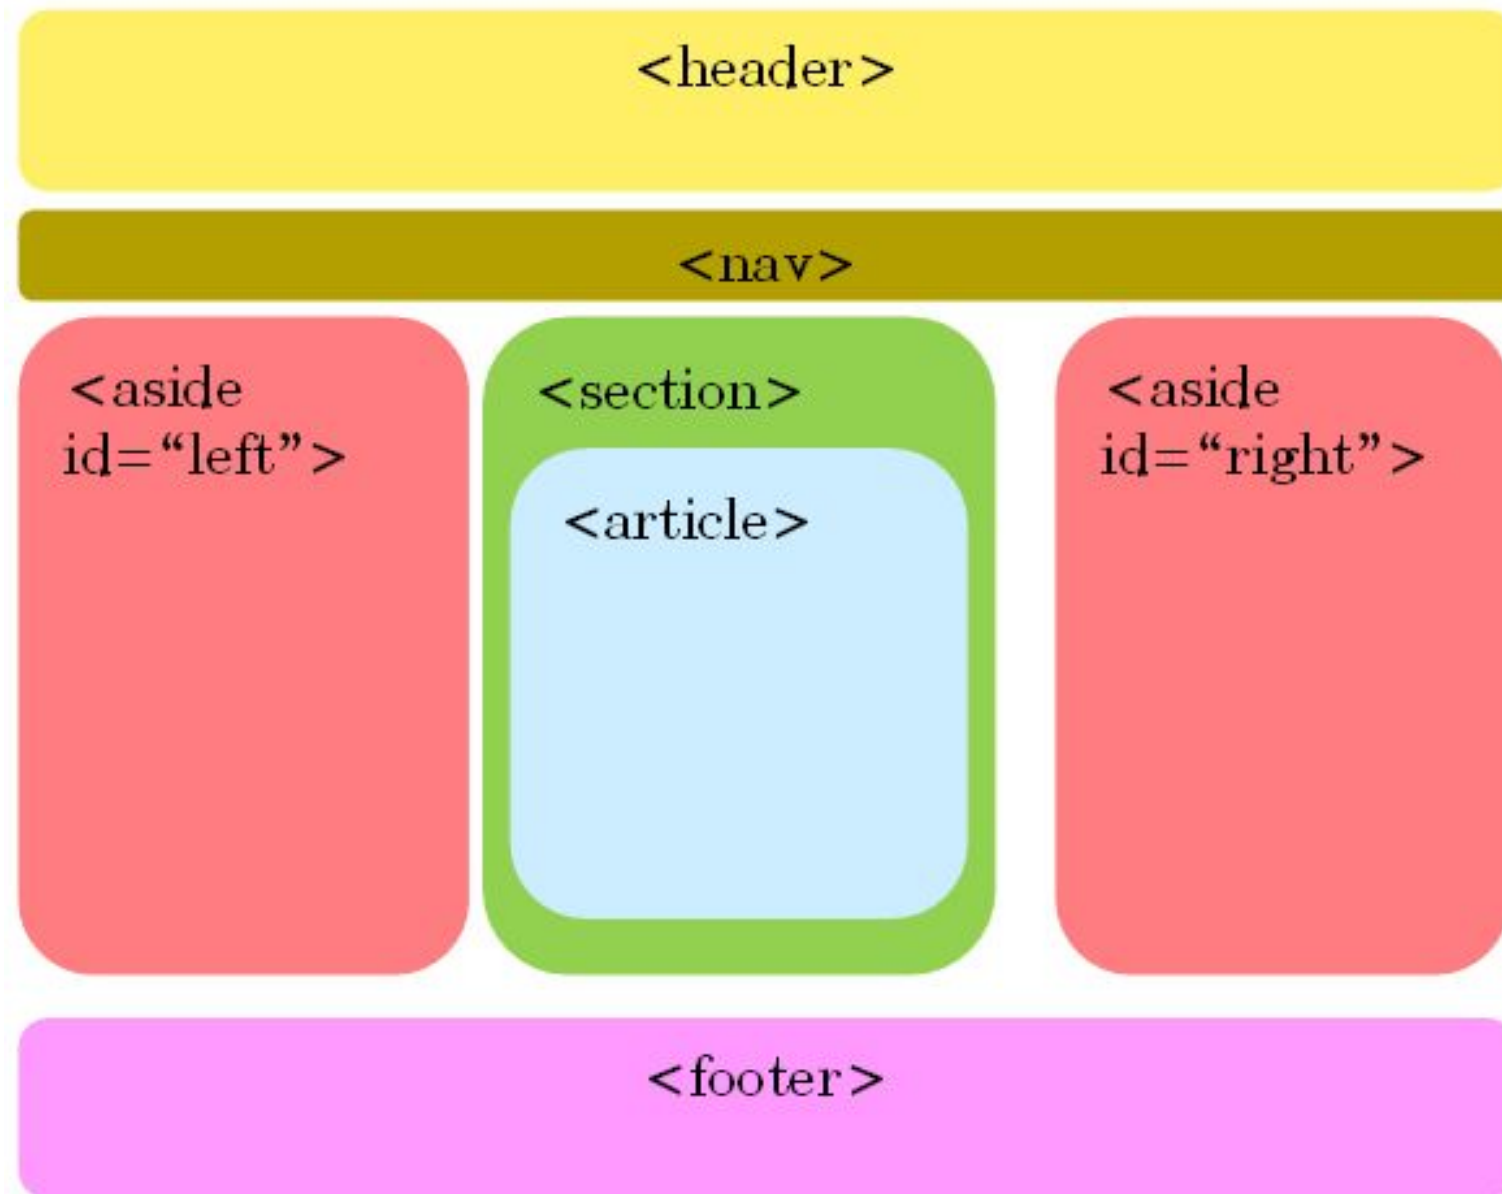 <header>
<nav>
<aside
id=“left”>
<section>
<article>
<aside
id=“right”>
<footer>